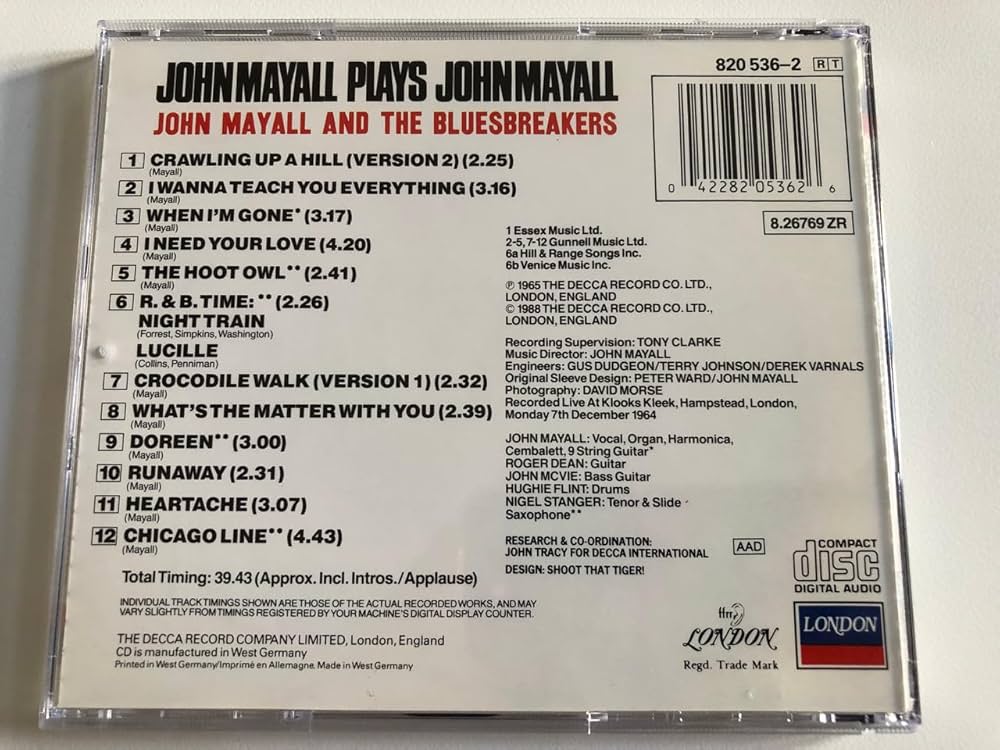 JOHN MAYALL PLAYS JOHN MAYALL
JOHN MAYALL AND THE BLUESBREAKERS
1 CRAWLING UP A HILL (VERSION 2) (2.25)
(Mayall)
2 I WANNA TEACH YOU EVERYTHING (3.16)
(Mayall)
3 WHEN I'M GONE* (3.17)
(Mayall)
4 I NEED YOUR LOVE (4.20)
(Mayall)
5 THE HOOT OWL** (2.41)
(Mayall)
6 R. & B. TIME: ** (2.26)
NIGHT TRAIN
(Forrest, Simpkins, Washington)
LUCILLE
(Collins, Penniman)
7 CROCODILE WALK (VERSION 1) (2.32)
(Mayall)
8 WHAT'S THE MATTER WITH YOU (2.39)
(Mayall)
9 DOREEN** (3.00)
(Mayall)
10 RUNAWAY (2.31)
(Mayall)
11 HEARTACHE (3.07)
(Mayall)
12 CHICAGO LINE** (4.43)
(Mayall)
Total Timing: 39.43 (Approx. Incl. Intros./Applause)
INDIVIDUAL TRACK TIMINGS SHOWN ARE THOSE OF THE ACTUAL RECORDED WORKS, AND MAY
VARY SLIGHTLY FROM TIMINGS REGISTERED BY YOUR MACHINE'S DIGITAL DISPLAY COUNTER.
THE DECCA RECORD COMPANY LIMITED, London, England
CD is manufactured in West Germany
Printed in West Germany/Imprimé en Allemagne. Made in West Germany
820 536-2 RT
0 42282 05362 6
8.26769 ZR
1 Essex Music Ltd.
2-5, 7-12 Gunnell Music Ltd.
6a Hill & Range Songs Inc.
6b Venice Music Inc.
℗ 1965 THE DECCA RECORD CO. LTD.,
LONDON, ENGLAND
© 1988 THE DECCA RECORD CO. LTD.,
LONDON, ENGLAND
Recording Supervision: TONY CLARKE
Music Director: JOHN MAYALL
Engineers: GUS DUDGEON/TERRY JOHNSON/DEREK VARNALS
Original Sleeve Design: PETER WARD/JOHN MAYALL
Photography: DAVID MORSE
Recorded Live At Klooks Kleek, Hampstead, London,
Monday 7th December 1964
JOHN MAYALL: Vocal, Organ, Harmonica,
Cembalett, 9 String Guitar*
ROGER DEAN: Guitar
JOHN MCVIE: Bass Guitar
HUGHIE FLINT: Drums
NIGEL STANGER: Tenor & Slide
Saxophone**
RESEARCH & CO-ORDINATION:
JOHN TRACY FOR DECCA INTERNATIONAL
DESIGN: SHOOT THAT TIGER!
AAD
COMPACT
disc
DIGITAL AUDIO
ffrr
LONDON
Regd. Trade Mark
LONDON